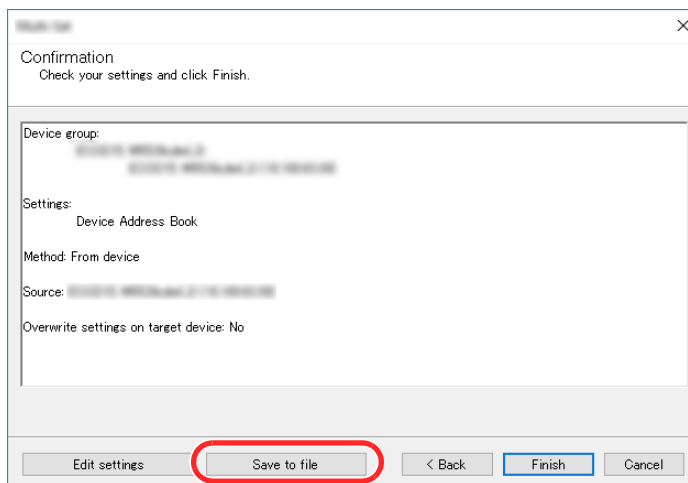 Confirmation
Check your settings and click Finish.
Device group:
Settings:
Device Address Book
Method: From device
Source:
Overwrite settings on target device: No
Edit settings
Save to file
< Back
Finish
Cancel